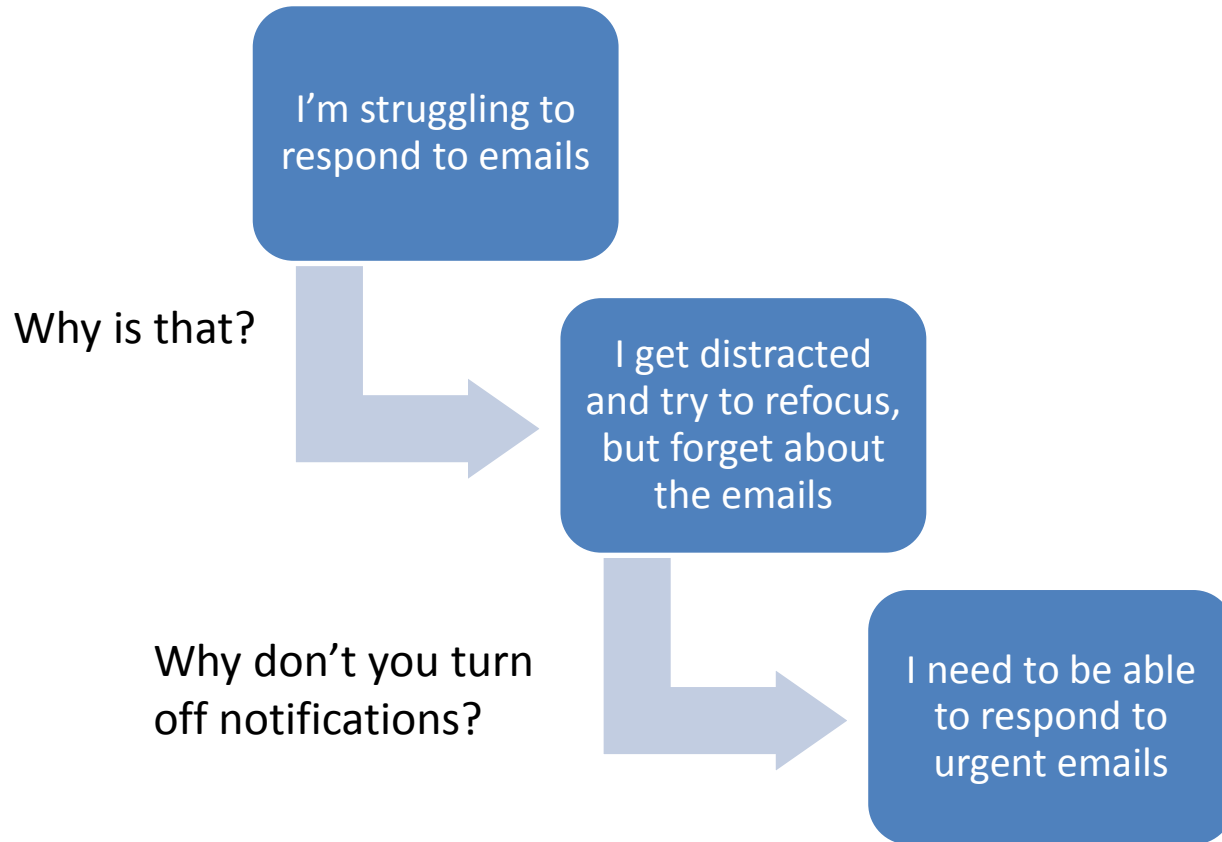 I’m struggling to
respond to emails
Why is that?
I get distracted
and try to refocus,
but forget about
the emails
Why don’t you turn
off notifications?
I need to be able
to respond to
urgent emails